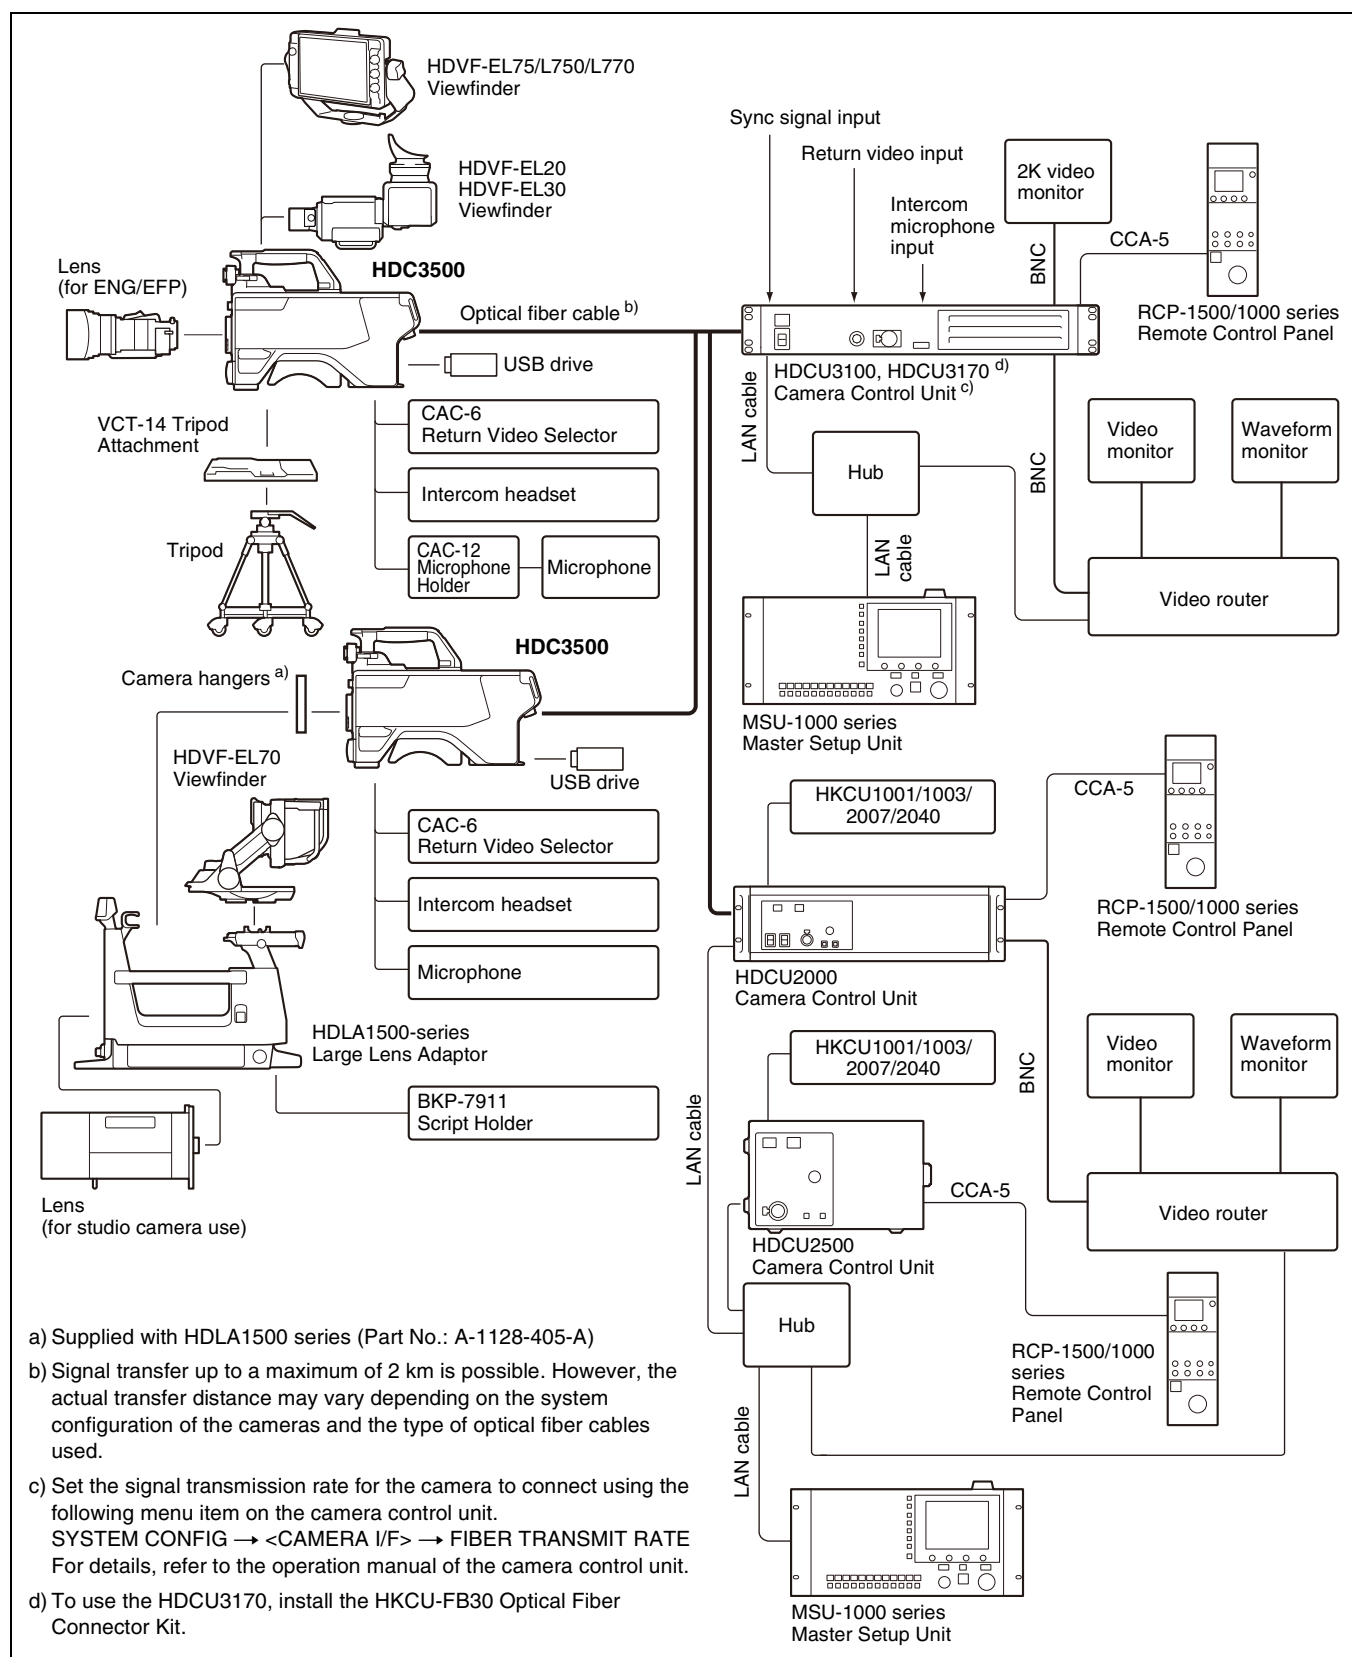 HDVF-EL75/L750/L770
Viewfinder
HDVF-EL20
HDVF-EL30
Viewfinder
Lens
(for ENG/EFP)
HDC3500
Optical fiber cable b)
USB drive
VCT-14 Tripod
Attachment
CAC-6
Return Video Selector
Intercom headset
CAC-12
Microphone
Holder
Microphone
Tripod
Sync signal input
Return video input
Intercom
microphone
input
2K video
monitor
BNC
CCA-5
RCP-1500/1000 series
Remote Control Panel
HDCU3100, HDCU3170 d)
Camera Control Unit c)
LAN cable
Hub
LAN
cable
BNC
Video
monitor
Waveform
monitor
Video router
MSU-1000 series
Master Setup Unit
HDC3500
Camera hangers a)
USB drive
HDVF-EL70
Viewfinder
CAC-6
Return Video Selector
Intercom headset
Microphone
HDLA1500-series
Large Lens Adaptor
BKP-7911
Script Holder
Lens
(for studio camera use)
HKCU1001/1003/
2007/2040
CCA-5
RCP-1500/1000 series
Remote Control Panel
HDCU2000
Camera Control Unit
HKCU1001/1003/
2007/2040
LAN cable
BNC
Video
monitor
Waveform
monitor
CCA-5
Video router
HDCU2500
Camera Control Unit
Hub
RCP-1500/1000
series
Remote Control
Panel
LAN cable
MSU-1000 series
Master Setup Unit
a) Supplied with HDLA1500 series (Part No.: A-1128-405-A)
b) Signal transfer up to a maximum of 2 km is possible. However, the
actual transfer distance may vary depending on the system
configuration of the cameras and the type of optical fiber cables
used.
c) Set the signal transmission rate for the camera to connect using the
following menu item on the camera control unit.
SYSTEM CONFIG → <CAMERA I/F> → FIBER TRANSMIT RATE
For details, refer to the operation manual of the camera control unit.
d) To use the HDCU3170, install the HKCU-FB30 Optical Fiber
Connector Kit.